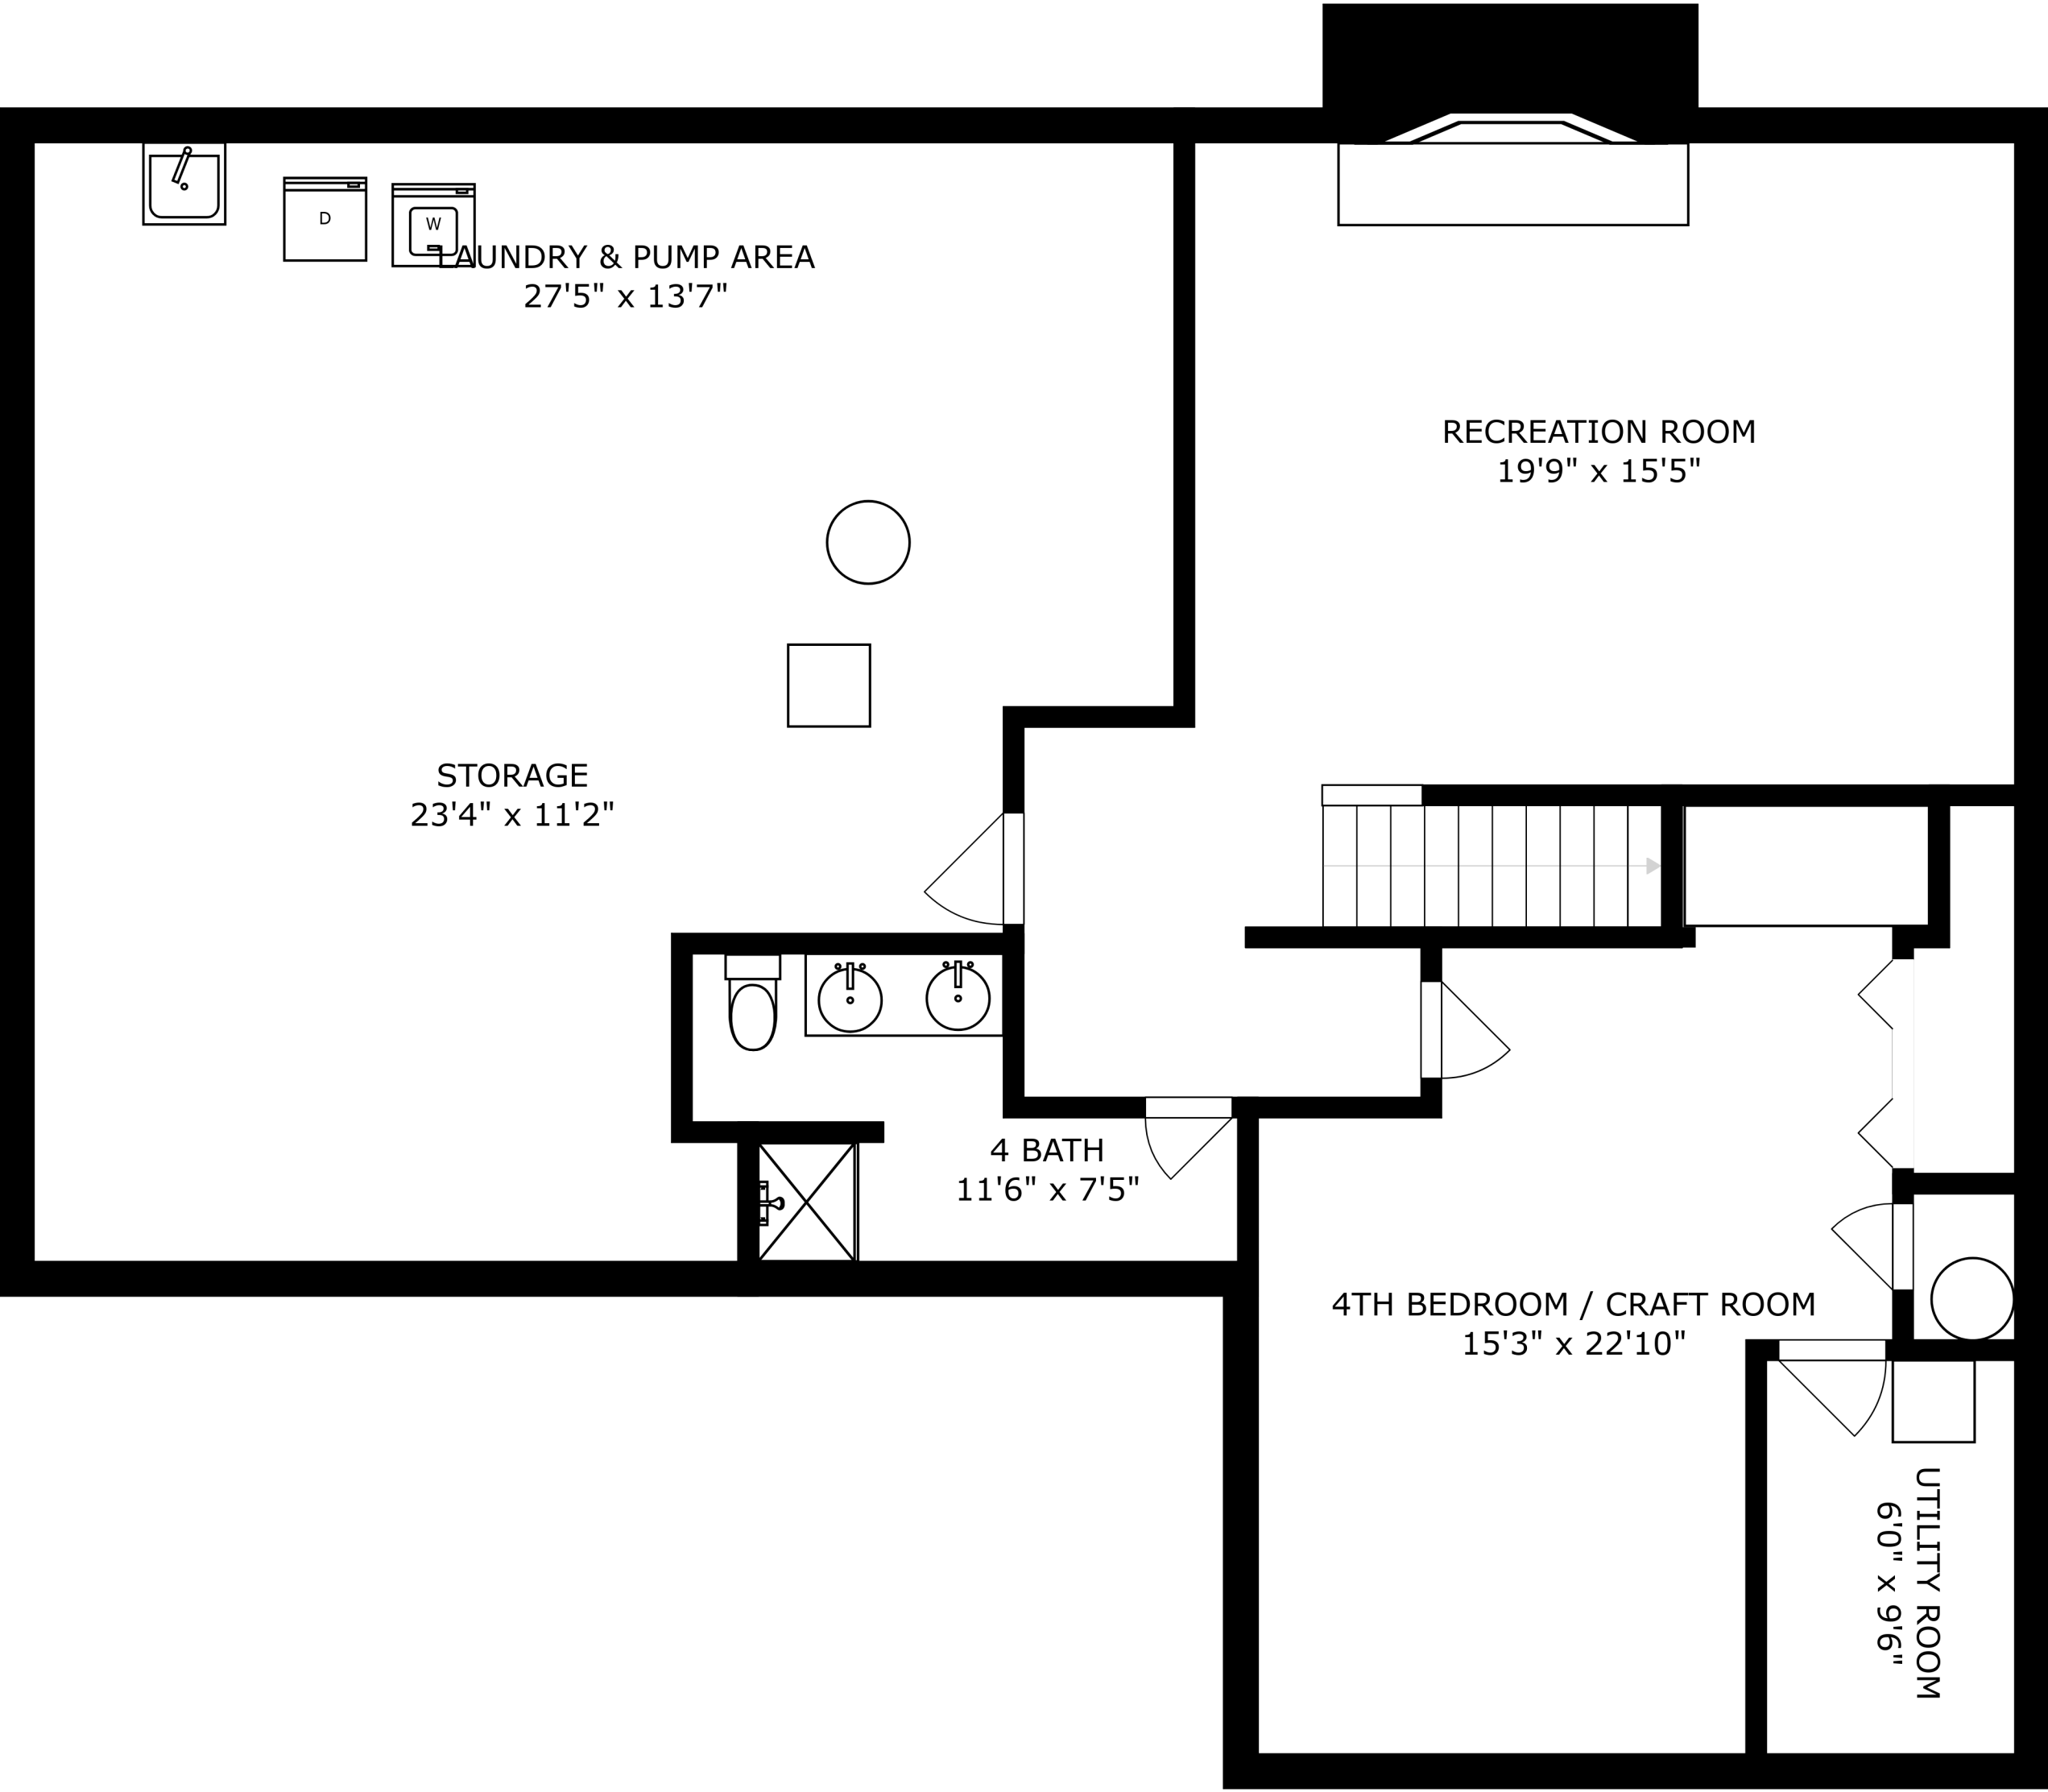 D
W
LAUNDRY & PUMP AREA
27'5" x 13'7"
RECREATION ROOM
19'9" x 15'5"
STORAGE
23'4" x 11'2"
4 BATH
11'6" x 7'5"
4TH BEDROOM / CRAFT ROOM
15'3" x 22'10"
UTILITY ROOM
6'0" x 9'6"